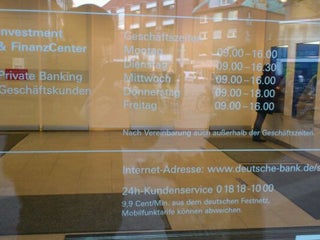 Investment
& FinanzCenter
Private Banking
Geschäftskunden
Geschäftszeiten
Montag 09.00 – 16.00
Dienstag 09.00 – 16.30
Mittwoch 09.00 – 16.00
Donnerstag 09.00 – 18.00
Freitag 09.00 – 16.00
Nach Vereinbarung auch außerhalb der Geschäftszeiten.
Internet-Adresse: www.deutsche-bank.de/
24h-Kundenservice 0 18 18 - 10 00
9,9 Cent/Min. aus dem deutschen Festnetz,
Mobilfunktarife können abweichen.